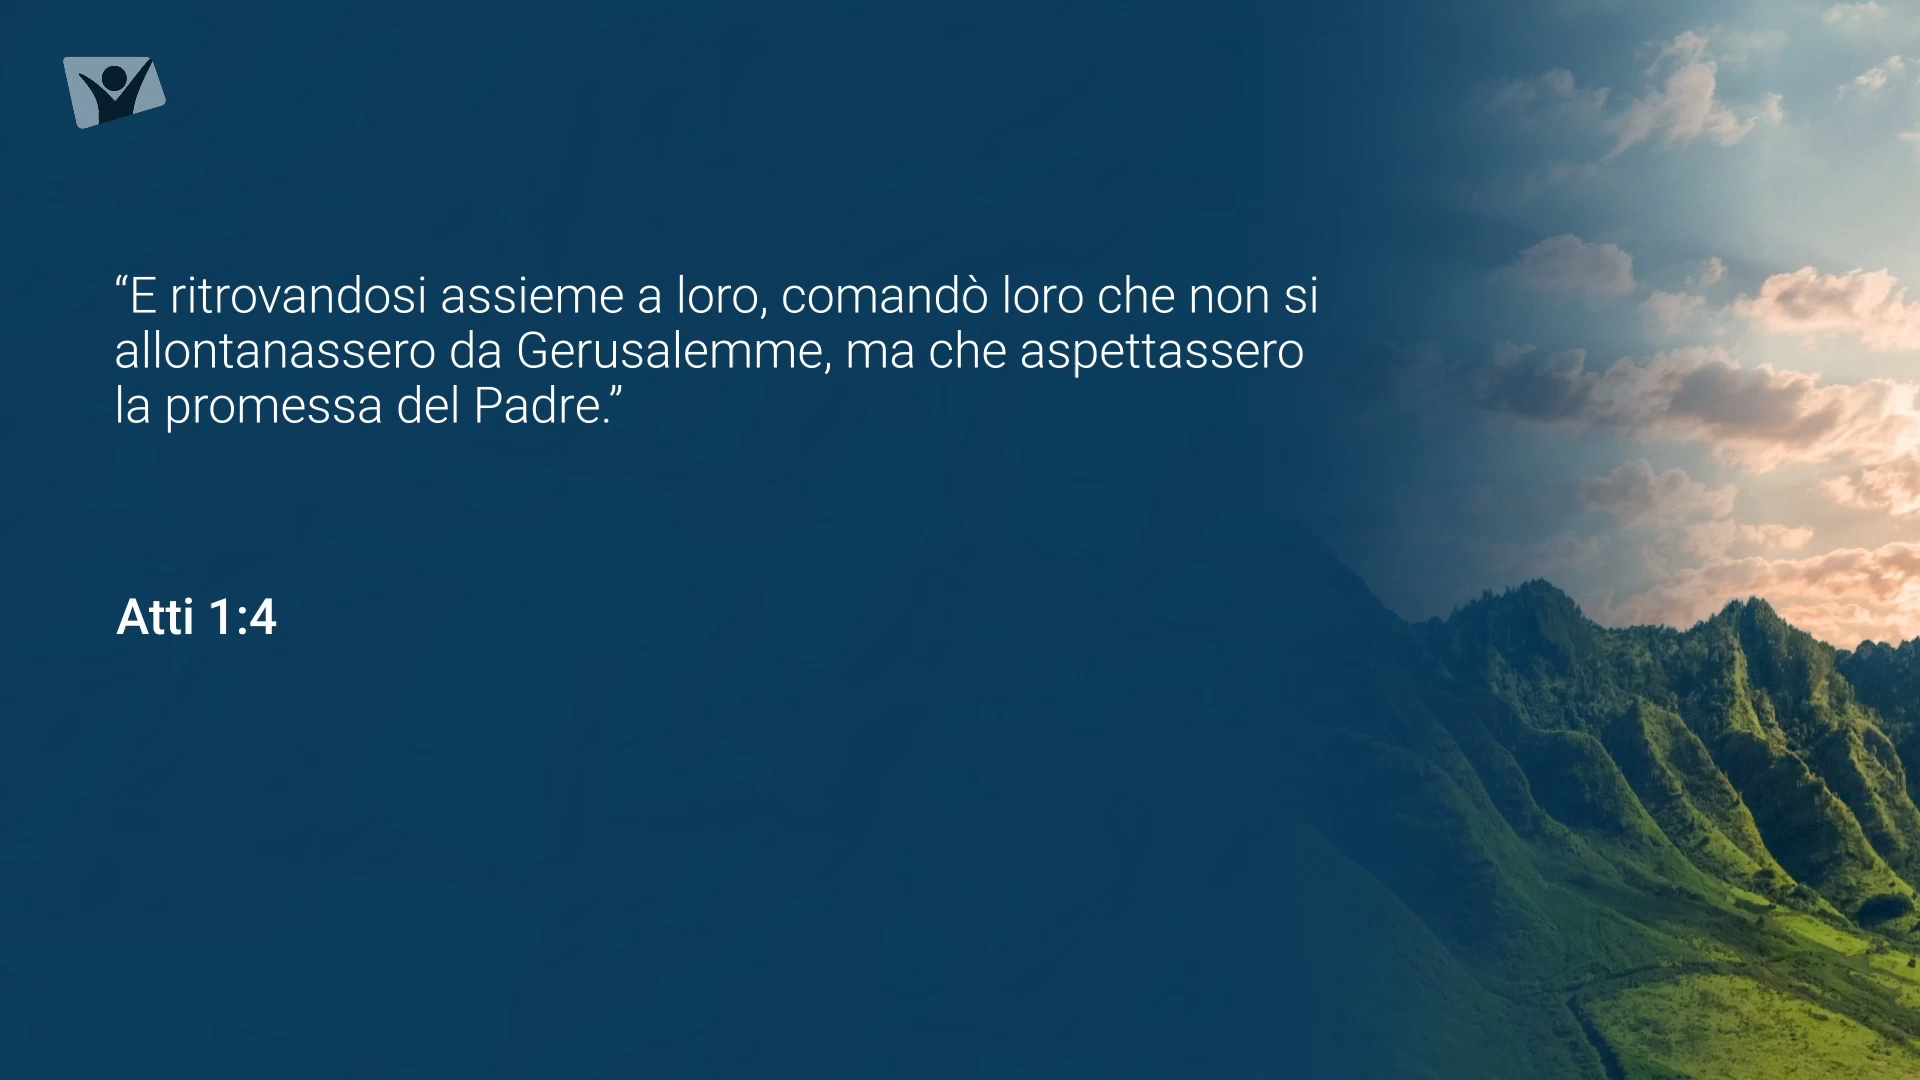 “E ritrovandosi assieme a loro, comandò loro che non si
allontanassero da Gerusalemme, ma che aspettassero
la promessa del Padre.”
Atti 1:4